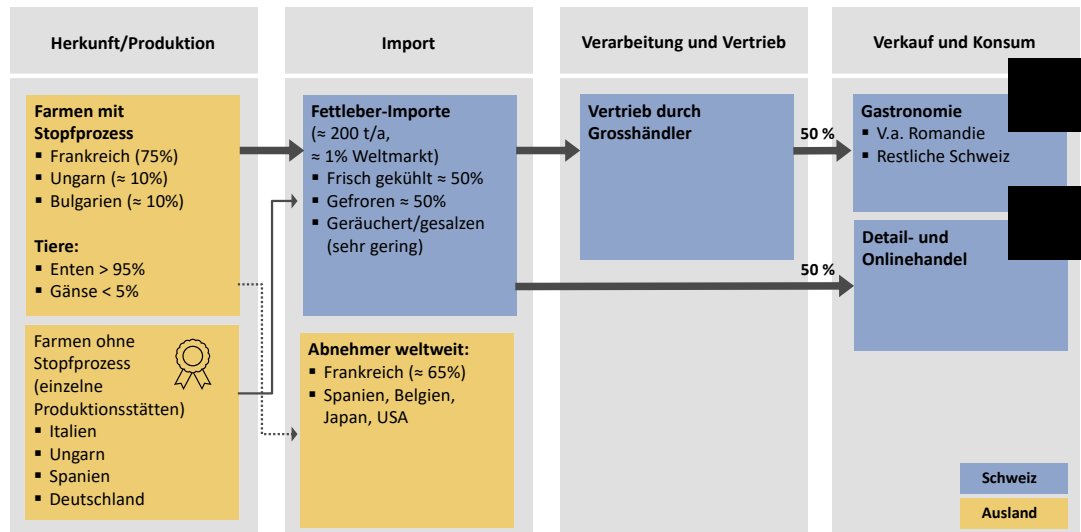 Herkunft/Produktion
Import
Verarbeitung und Vertrieb
Verkauf und Konsum
Farmen mit
Stopfprozess
▪ Frankreich (75%)
▪ Ungarn (≈ 10%)
▪ Bulgarien (≈ 10%)
Tiere:
▪ Enten > 95%
▪ Gänse < 5%
Farmen ohne
Stopfprozess
(einzelne
Produktionsstätten)
▪ Italien
▪ Ungarn
▪ Spanien
▪ Deutschland
Fettleber-Importe
(≈ 200 t/a,
≈ 1% Weltmarkt)
▪ Frisch gekühlt ≈ 50%
▪ Gefroren ≈ 50%
▪ Geräuchert/gesalzen
(sehr gering)
Abnehmer weltweit:
▪ Frankreich (≈ 65%)
▪ Spanien, Belgien,
Japan, USA
Vertrieb durch
Grosshändler
50 %
50 %
Gastronomie
▪ V.a. Romandie
▪ Restliche Schweiz
Detail- und
Onlinehandel
Schweiz
Ausland